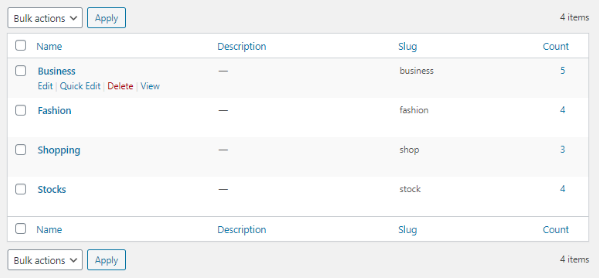 Bulk actions Apply 4 items
Name Description Slug Count
Business — business 5
Edit | Quick Edit | Delete | View
Fashion — fashion 4
Shopping — shop 3
Stocks — stock 4
Name Description Slug Count
Bulk actions Apply 4 items